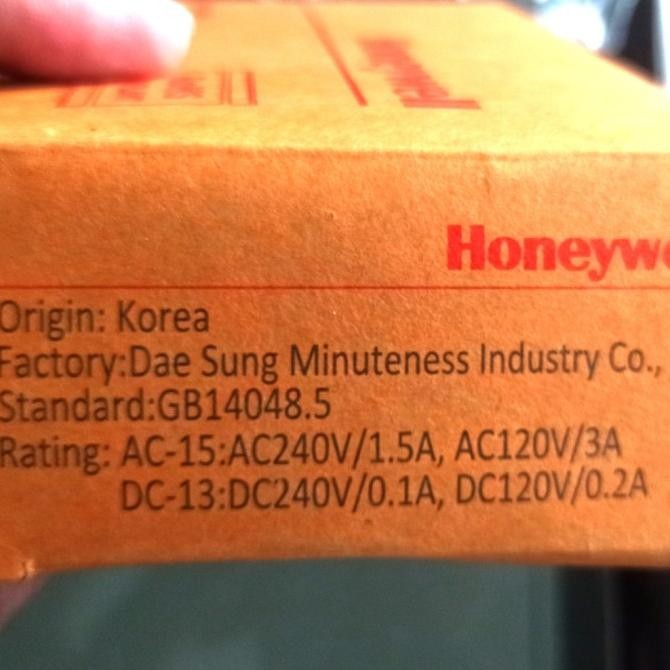 Honeywe
Origin: Korea
Factory:Dae Sung Minuteness Industry Co.,
Standard:GB14048.5
Rating: AC-15:AC240V/1.5A, AC120V/3A
DC-13:DC240V/0.1A, DC120V/0.2A